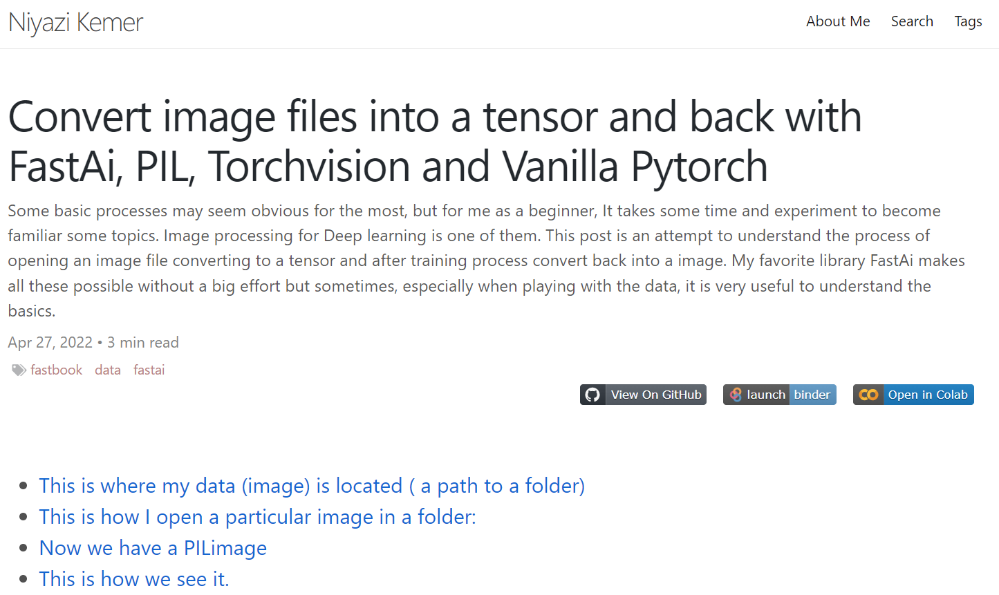 Niyazi Kemer
About Me Search Tags
Convert image files into a tensor and back with
FastAi, PIL, Torchvision and Vanilla Pytorch
Some basic processes may seem obvious for the most, but for me as a beginner, It takes some time and experiment to become
familiar some topics. Image processing for Deep learning is one of them. This post is an attempt to understand the process of
opening an image file converting to a tensor and after training process convert back into a image. My favorite library FastAi makes
all these possible without a big effort but sometimes, especially when playing with the data, it is very useful to understand the
basics.
Apr 27, 2022 • 3 min read
fastbook data fastai
View On GitHub launch binder Open in Colab
• This is where my data (image) is located ( a path to a folder)
• This is how I open a particular image in a folder:
• Now we have a PILimage
• This is how we see it.